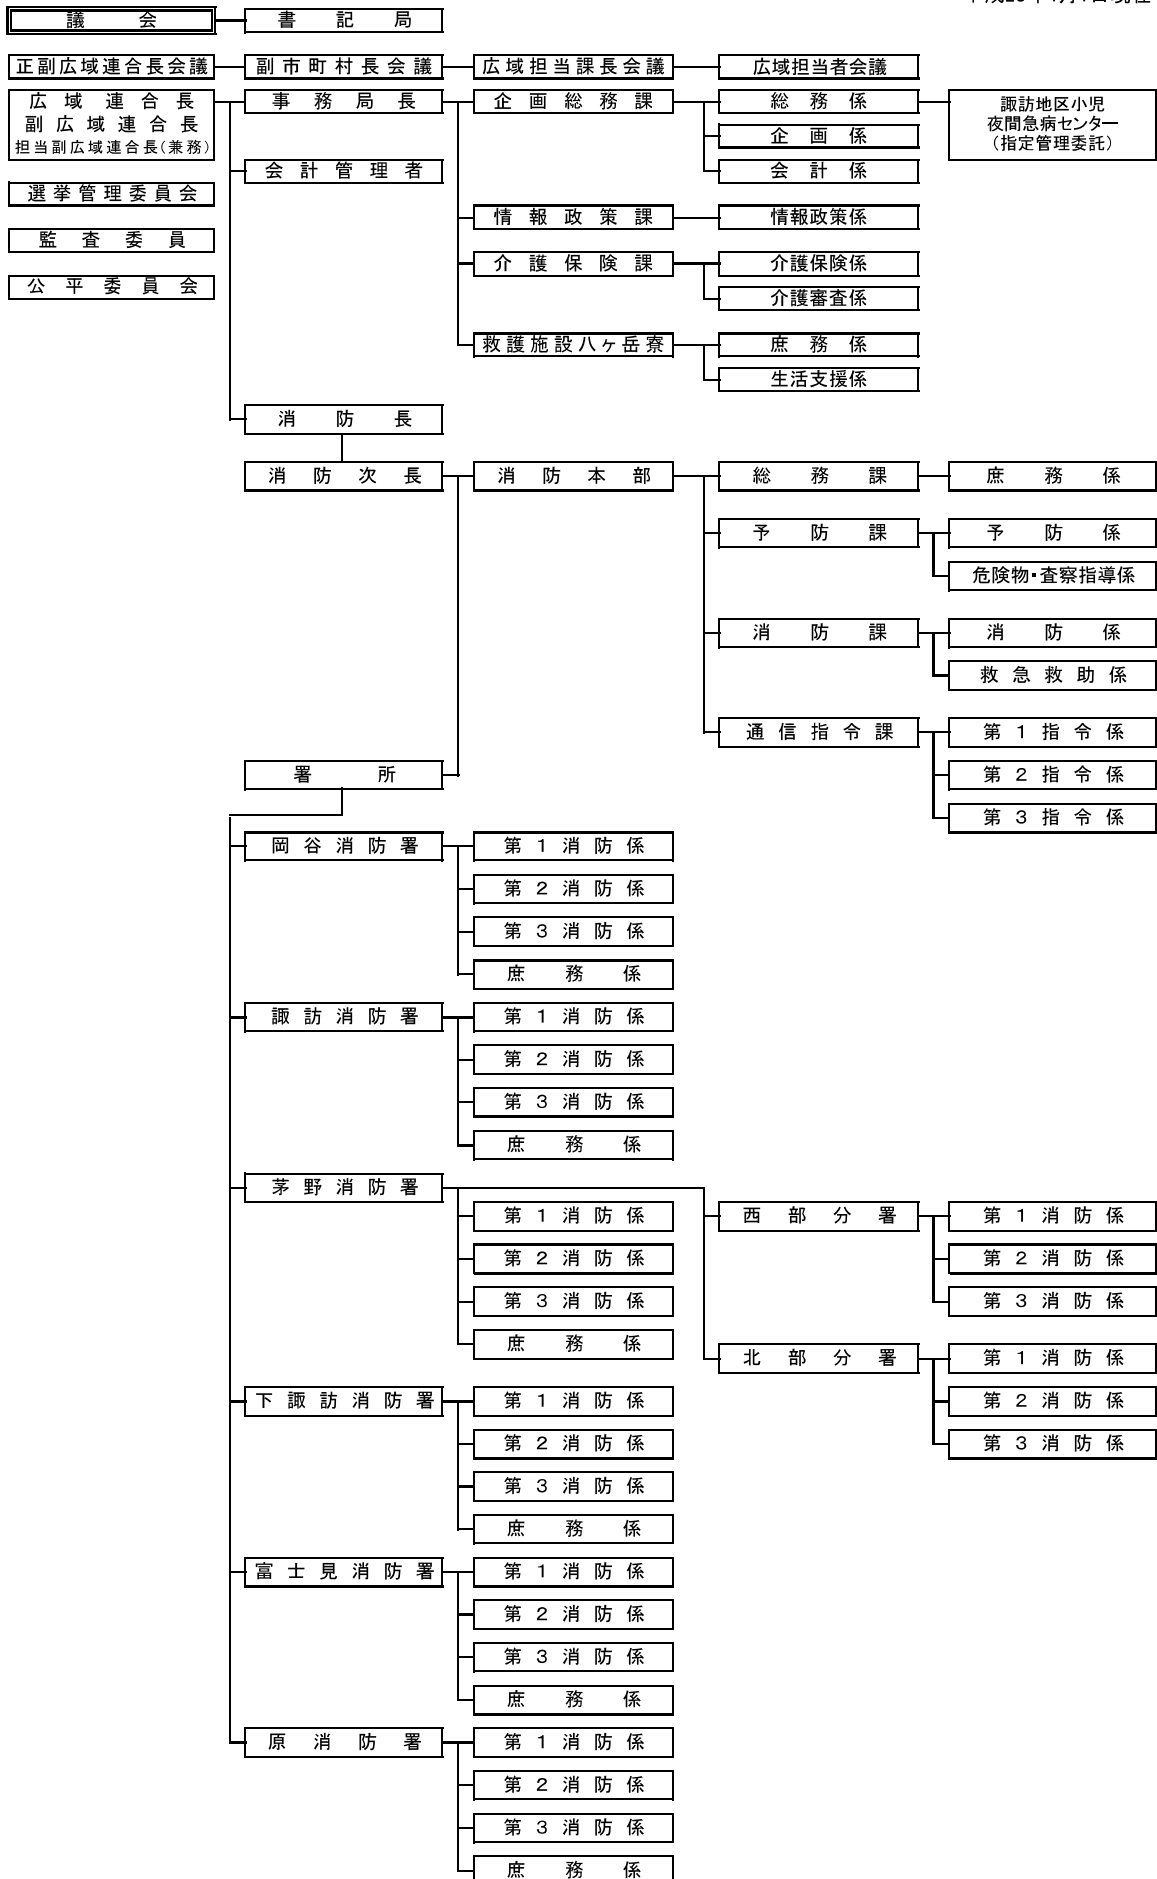 議会 書記局
正副広域連合長会議 副市町村長会議 広域担当課長会議 広域担当者会議
広域連合長 事務局長 企画総務課 総務係 諏訪地区小児
副広域連合長 夜間急病センター
担当副広域連合長(兼務) 企画係 (指定管理委託)
会計管理者 会計係
選挙管理委員会
情報政策課 情報政策係
監査委員
介護保険課 介護保険係
公平委員会
介護審査係
救護施設八ヶ岳寮 庶務係
生活支援係
消防長
消防次長 消防本部 総務課 庶務係
予防課 予防係
危険物・査察指導係
消防課 消防係
救急救助係
通信指令課 第1指令係
署所 第2指令係
第3指令係
岡谷消防署 第1消防係
第2消防係
第3消防係
庶務係
諏訪消防署 第1消防係
第2消防係
第3消防係
庶務係
茅野消防署
第1消防係 西部分署 第1消防係
第2消防係 第2消防係
第3消防係 第3消防係
庶務係 北部分署 第1消防係
下諏訪消防署 第1消防係 第2消防係
第2消防係 第3消防係
第3消防係
庶務係
富士見消防署 第1消防係
第2消防係
第3消防係
庶務係
原消防署 第1消防係
第2消防係
第3消防係
庶務係